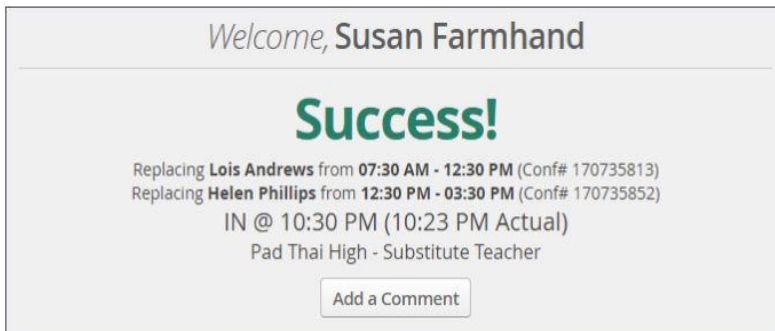 Welcome, Susan Farmhand
Success!
Replacing Lois Andrews from 07:30 AM - 12:30 PM (Conf# 170735813)
Replacing Helen Phillips from 12:30 PM - 03:30 PM (Conf# 170735852)
IN @ 10:30 PM (10:23 PM Actual)
Pad Thai High - Substitute Teacher
Add a Comment